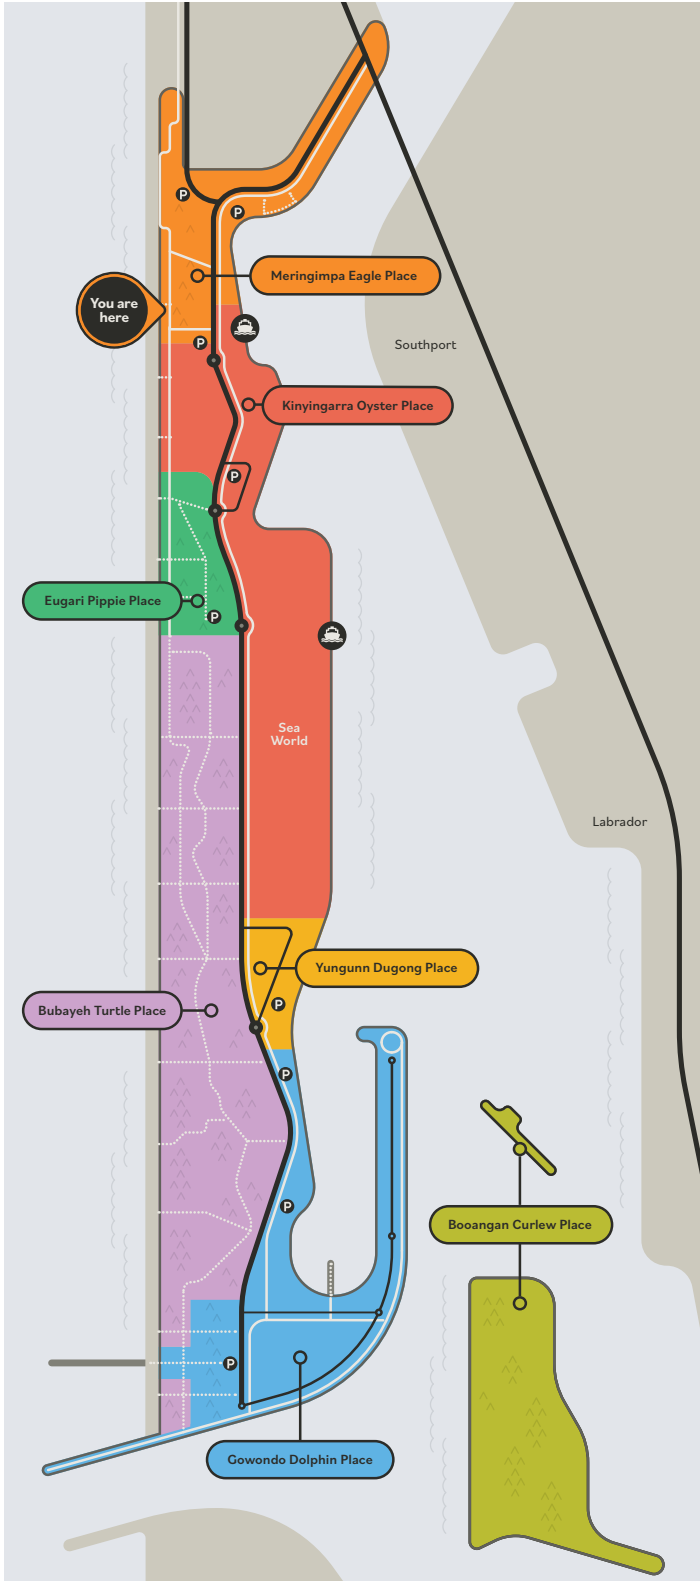 P
P
Meringimpa Eagle Place
You are
here
P
Southport
Kinyingarra Oyster Place
P
Eugari Pippie Place
P
Sea
World
Labrador
Yungunn Dugong Place
P
Bubayeh Turtle Place
P
P
Booangan Curlew Place
P
Gowondo Dolphin Place